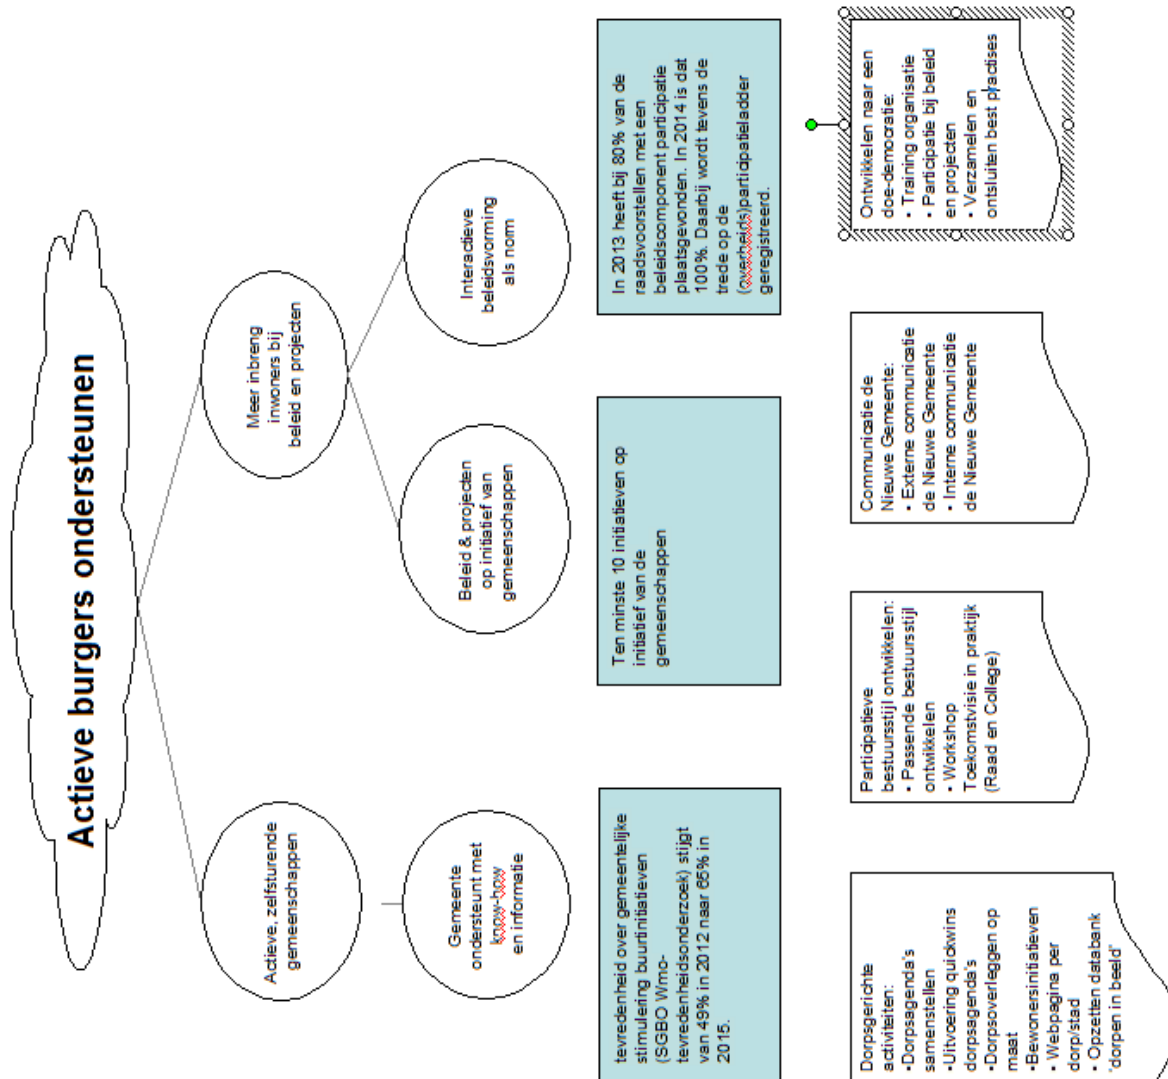 Actieve burgers ondersteunen
Actieve, zelfsturende
gemeenschappen
Meer inbreng
inwoners bij
beleid en projecten
Gemeente
ondersteunt met
know-how
en informatie
Beleid & projecten
op initiatief van
gemeenschappen
Interactieve
beleidsvorming
als norm
tevredenheid over gemeentelijke
stimulering buurtinitiatieven
(SGBO Wmo-
tevredenheidsonderzoek) stijgt
van 49% in 2012 naar 65% in
2015.
Ten minste 10 initiatieven op
initiatief van de
gemeenschappen
In 2013 heeft bij 80% van de
raadsvoorstellen met een
beleidscomponent participatie
plaatsgevonden. In 2014 is dat
100%. Daarbij wordt tevens de
trede op de
(overheids)participatieladder
geregistreerd.
Dorpsgerichte
activiteiten:
•Dorpsagenda's
samenstellen
•Uitvoering quickwins
dorpsagenda's
•Dorpsoverleggen op
maat
•Bewonersinitiatieven
• Webpagina per
dorp/stad
• Opzetten databank
'dorpen in beeld'
Participatieve
bestuursstijl ontwikkelen:
• Passende bestuursstijl
ontwikkelen
• Workshop
Toekomstvisie in praktijk
(Raad en College)
Communicatie de
Nieuwe Gemeente:
• Externe communicatie
de Nieuwe Gemeente
• Interne communicatie
de Nieuwe Gemeente
Ontwikkelen naar een
doe-democratie:
• Training organisatie
• Participatie bij beleid
en projecten
• Verzamelen en
ontsluiten best practises